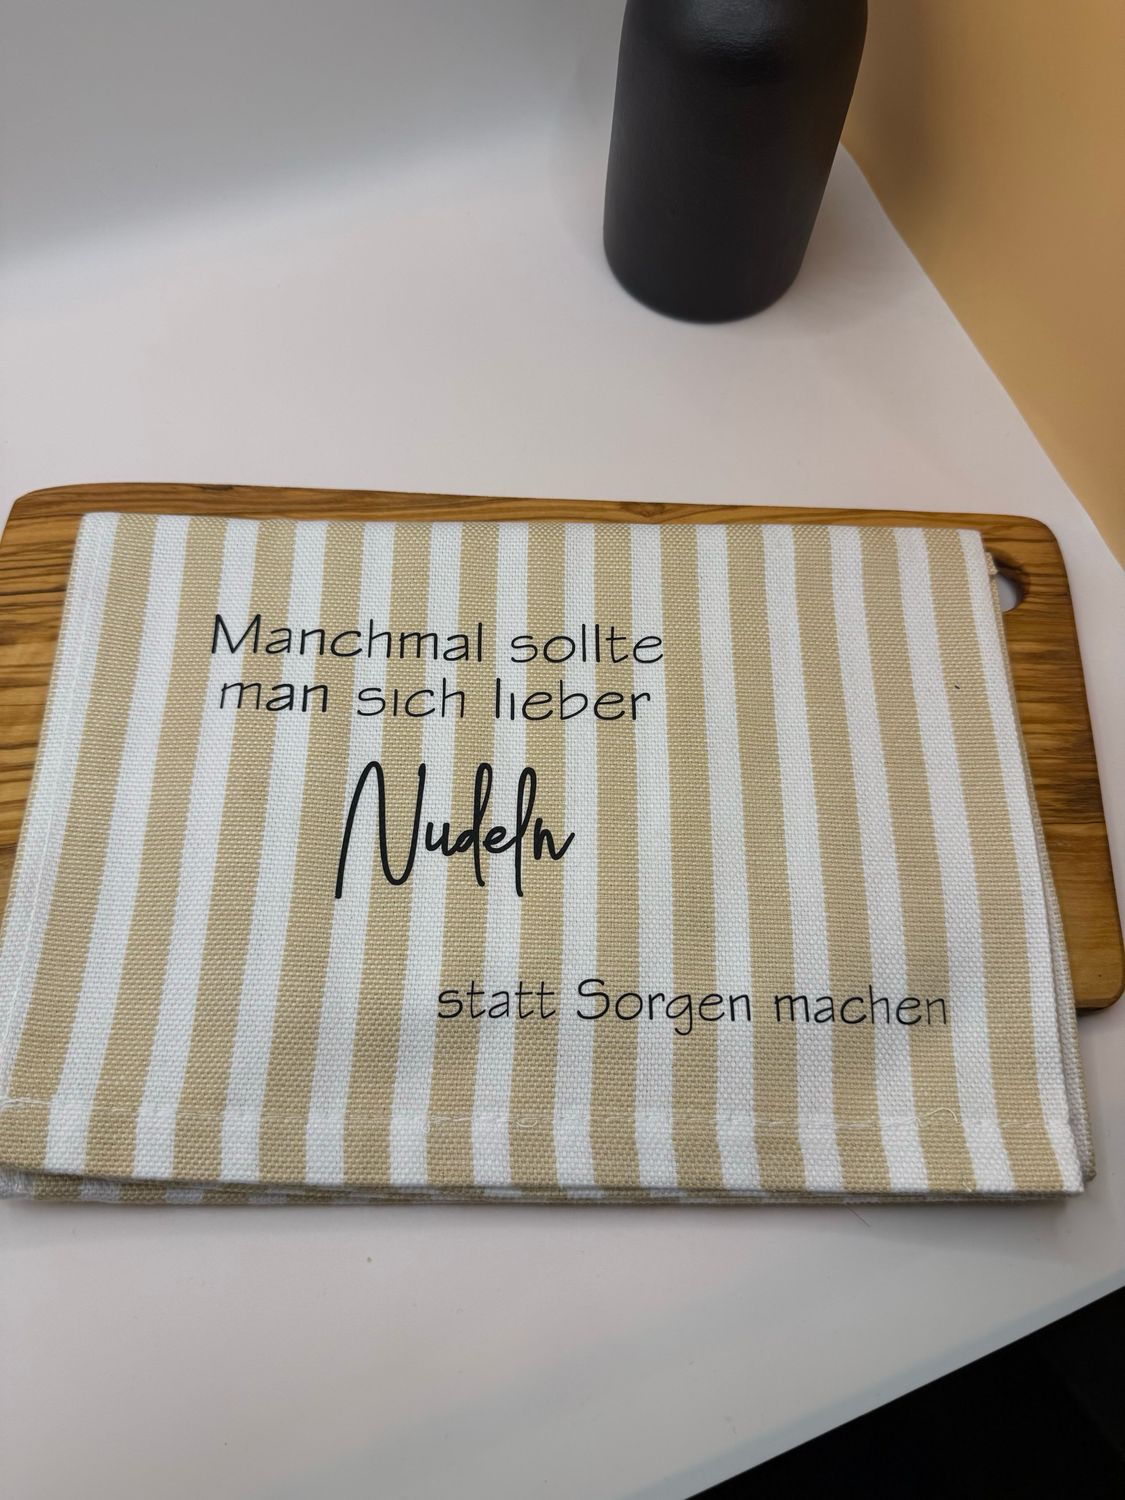 Manchmal sollte
man sich lieber
Nudeln
statt Sorgen machen